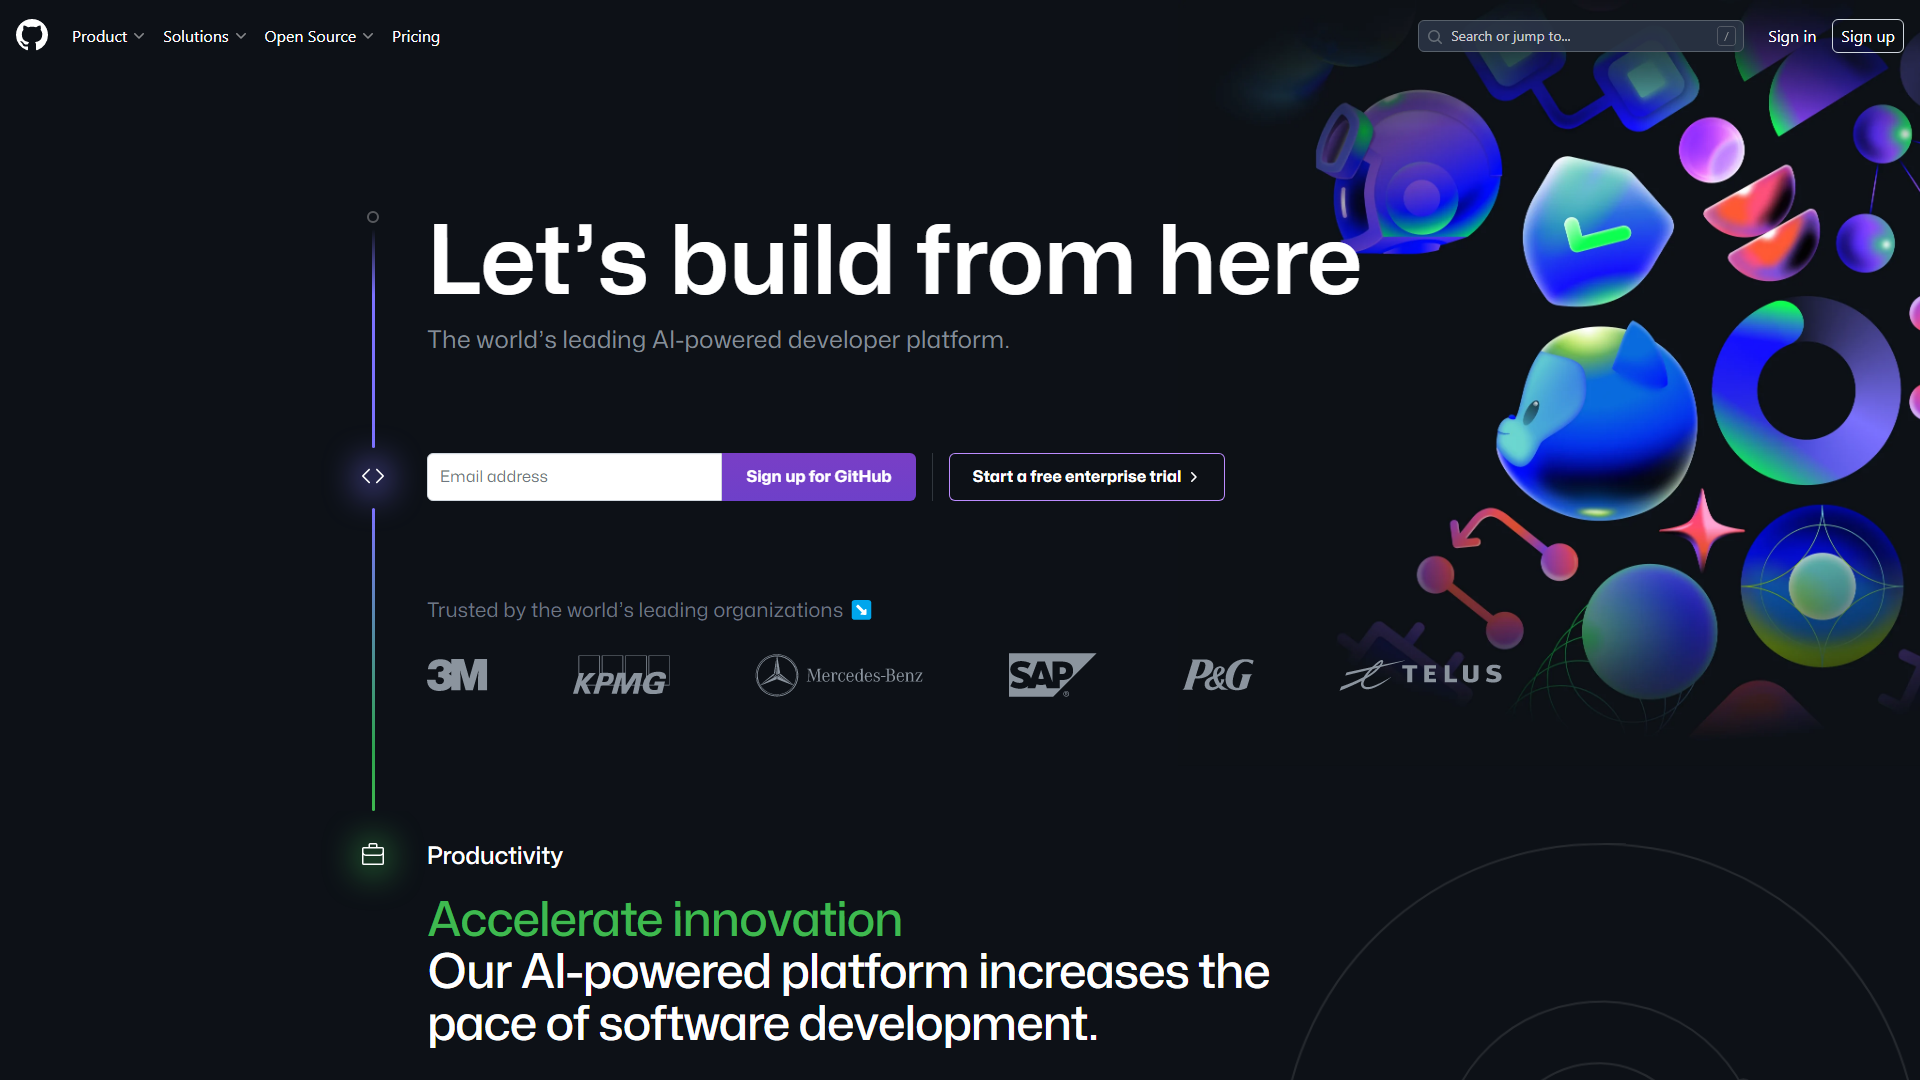 Product
Solutions
Open Source
Pricing
Search or jump to...
/
Sign in
Sign up
Let’s build from here
The world’s leading AI-powered developer platform.
Email address
Sign up for GitHub
Start a free enterprise trial
Trusted by the world’s leading organizations
3M
KPMG
Mercedes-Benz
SAP®
P&G
TELUS
Productivity
Accelerate innovation
Our AI-powered platform increases the
pace of software development.